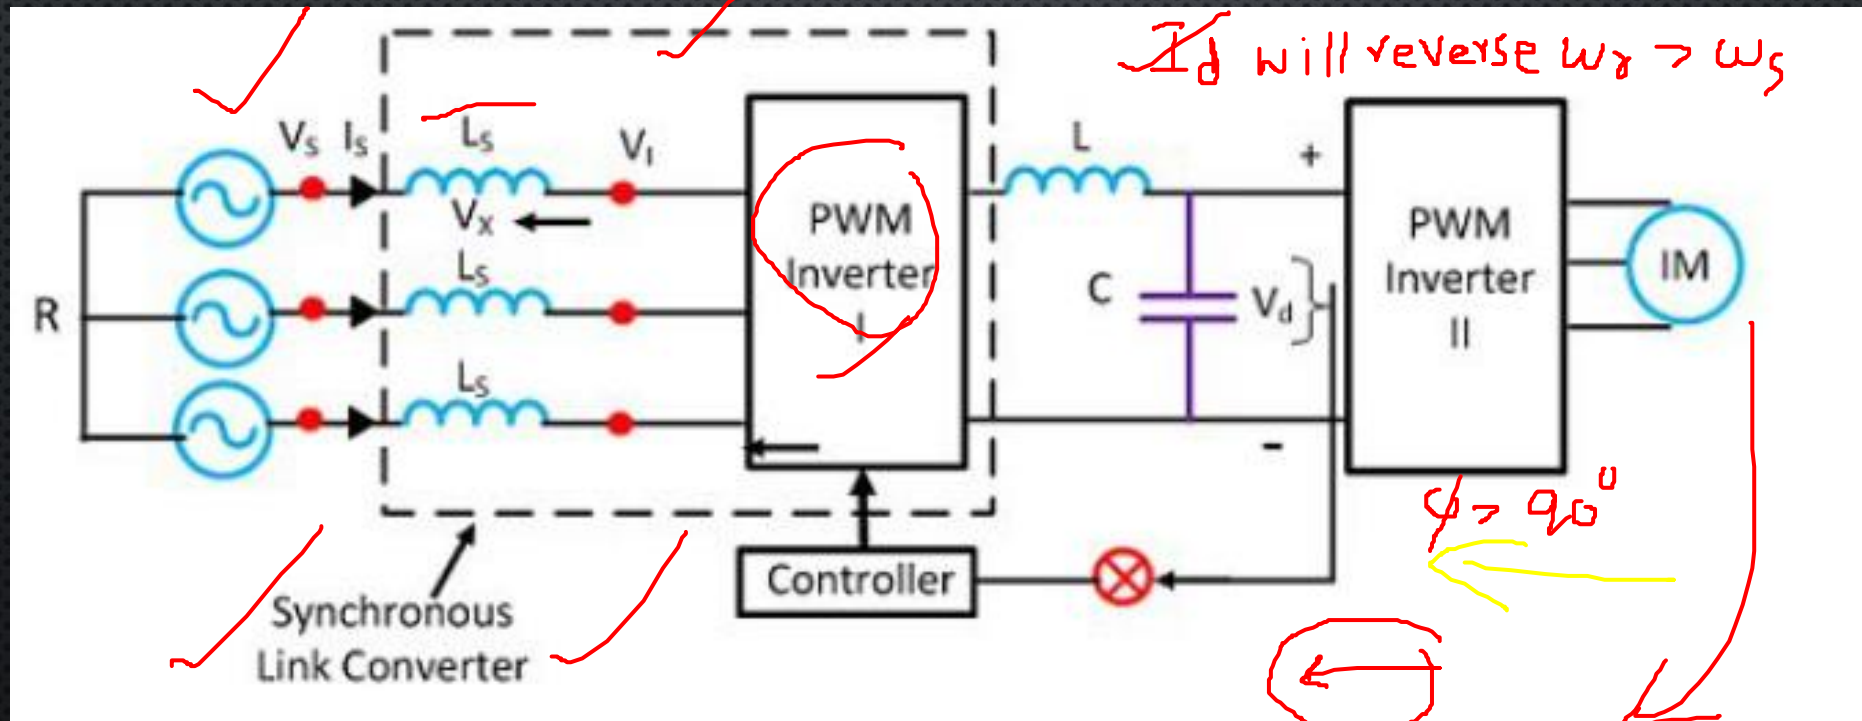 Id will reverse ωr > ωs
VS IS LS VI L +
VX
PWM
Inverter
I
PWM
Inverter
II
IM
LS
R
C
Vd
LS
-
ϕ > 90°
Controller
Synchronous
Link Converter